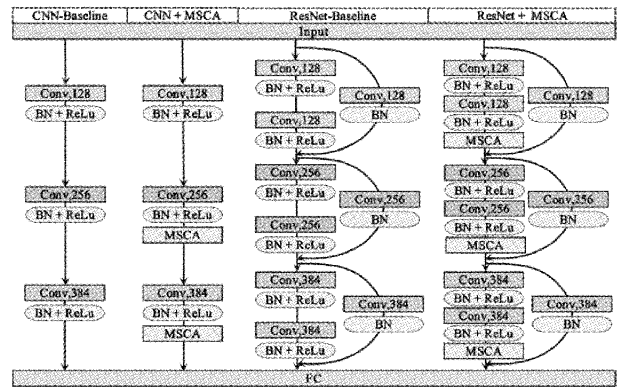 CNN-Baseline
CNN + MSCA
ResNet-Baseline
ResNet + MSCA
Input
Conv,128
BN + ReLu
Conv,256
BN + ReLu
Conv,384
BN + ReLu
Conv,128
BN + ReLu
Conv,256
BN + ReLu
MSCA
Conv,384
BN + ReLu
MSCA
Conv,128
BN + ReLu
Conv,128
BN
Conv,128
BN + ReLu
Conv,256
BN + ReLu
Conv,256
BN
Conv,256
BN + ReLu
Conv,384
BN + ReLu
Conv,384
BN
Conv,384
BN + ReLu
Conv,128
BN + ReLu
Conv,128
BN + ReLu
MSCA
Conv,128
BN
Conv,256
BN + ReLu
Conv,256
BN + ReLu
MSCA
Conv,256
BN
Conv,384
BN + ReLu
Conv,384
BN + ReLu
MSCA
Conv,384
BN
FC